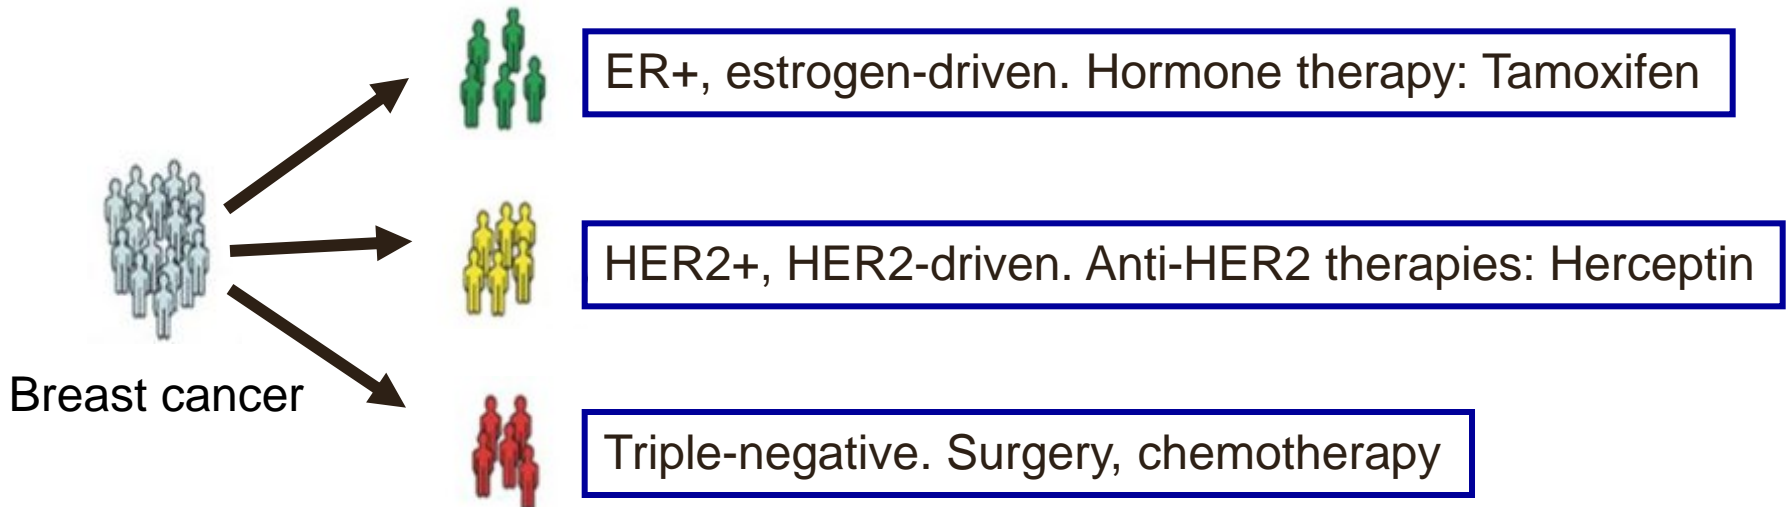 ER+, estrogen-driven. Hormone therapy: Tamoxifen
HER2+, HER2-driven. Anti-HER2 therapies: Herceptin
Breast cancer
Triple-negative. Surgery, chemotherapy